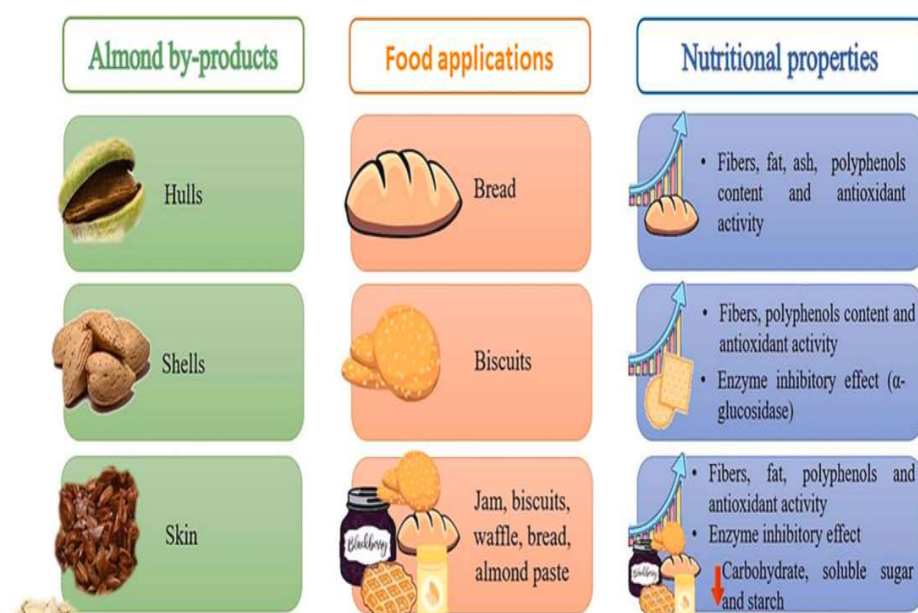 Almond by-products
Food applications
Nutritional properties
Hulls
Bread
• Fibers, fat, ash, polyphenols
content and antioxidant
activity
Shells
Biscuits
• Fibers, polyphenols content and
antioxidant activity
• Enzyme inhibitory effect (α-
glucosidase)
Skin
Jam, biscuits,
waffle, bread,
almond paste
Blackberry
• Fibers, fat, polyphenols and
antioxidant activity
• Enzyme inhibitory effect
Blackberry
Carbohydrate, soluble sugar
and starch